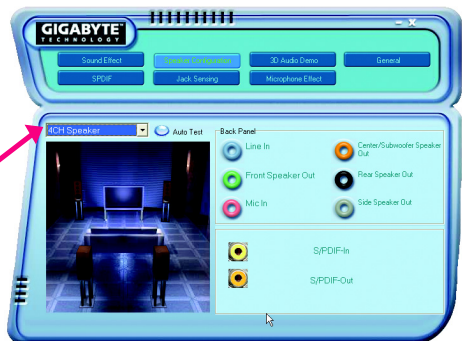 GIGABYTE™
TECHNOLOGY
Sound Effect
Speaker Configuration
3D Audio Demo
General
SPDIF
Jack Sensing
Microphone Effect
4CH Speaker
Auto Test
Back Panel
Line In
Center/Subwoofer Speaker
Out
Front Speaker Out
Rear Speaker Out
Mic In
Side Speaker Out
S/PDIF-In
S/PDIF-Out